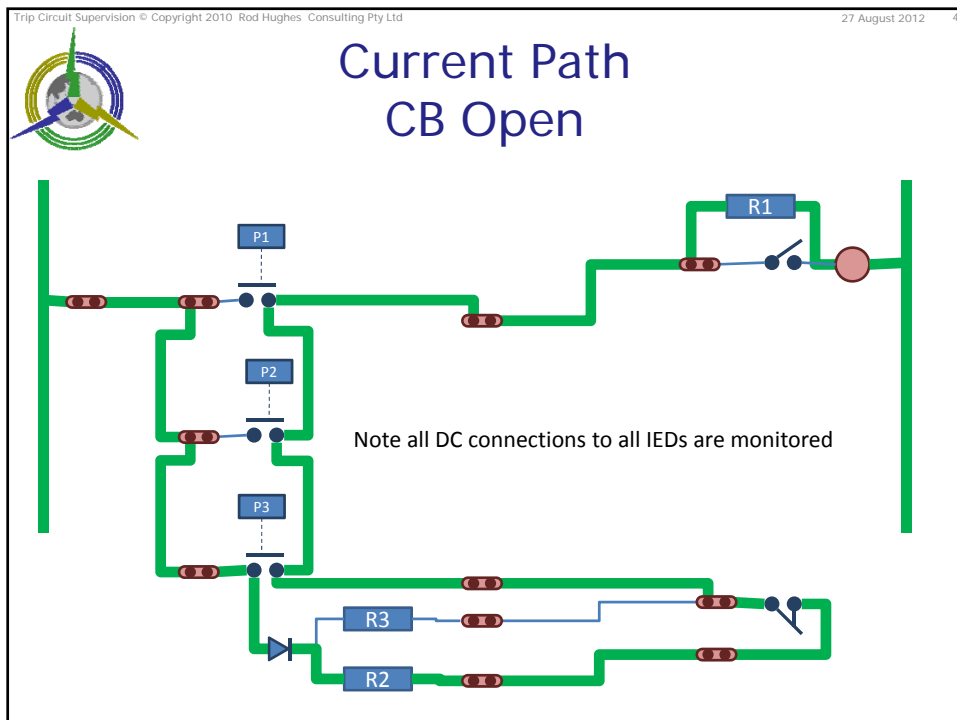 Trip Circuit Supervision © Copyright 2010 Rod Hughes Consulting Pty Ltd
27 August 2012 4
Current Path
CB Open
R1
P1
P2
Note all DC connections to all IEDs are monitored
P3
R3
R2